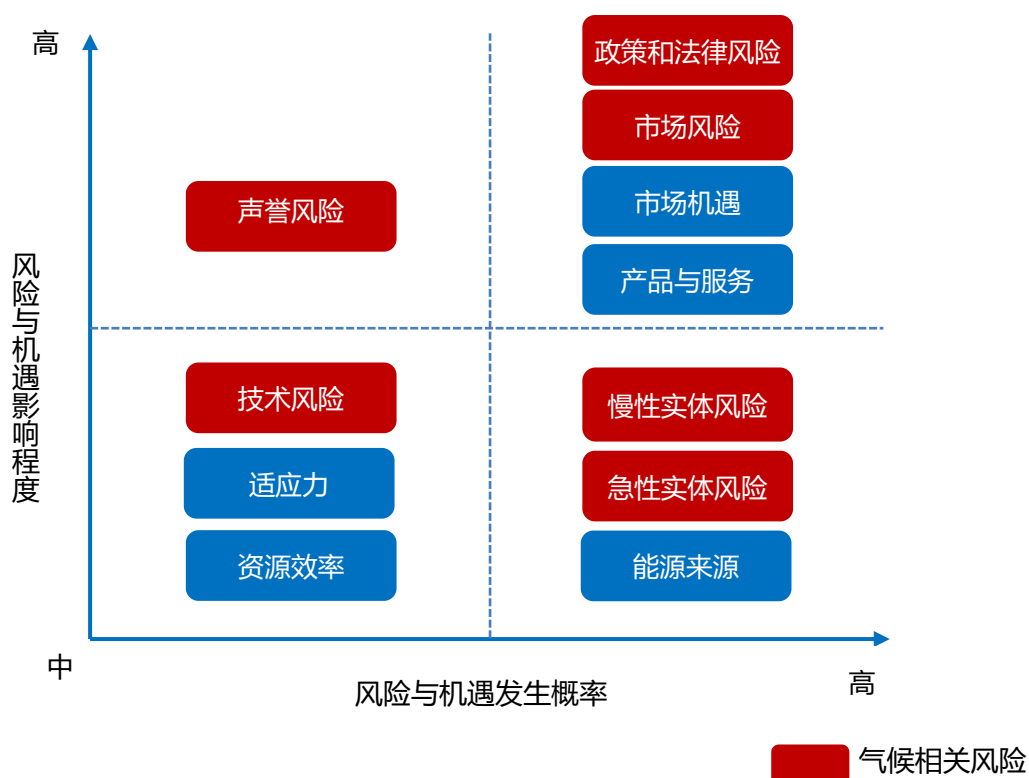 高
政策和法律风险
市场风险
声誉风险
市场机遇
产品与服务
风险与机遇影响程度
技术风险
慢性实体风险
适应力
急性实体风险
资源效率
能源来源
中
风险与机遇发生概率
高
气候相关风险